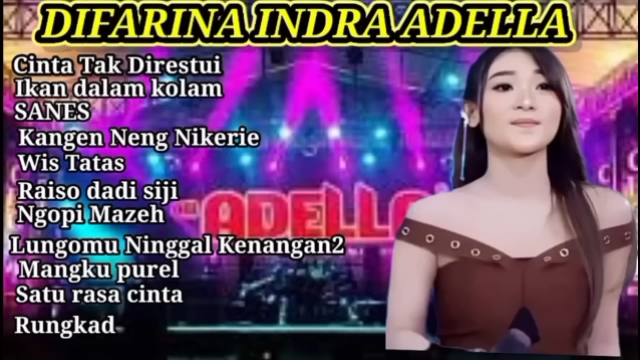 DIFARINA INDRA ADELLA
Cinta Tak Direstui
Ikan dalam kolam
SANES
Kangen Neng Nikerie
Wis Tatas
Raiso dadi siji
Ngopi Mazeh
Lungomu Ninggal Kenangan2
Mangku purel
Satu rasa cinta
Rungkad
ADELLA